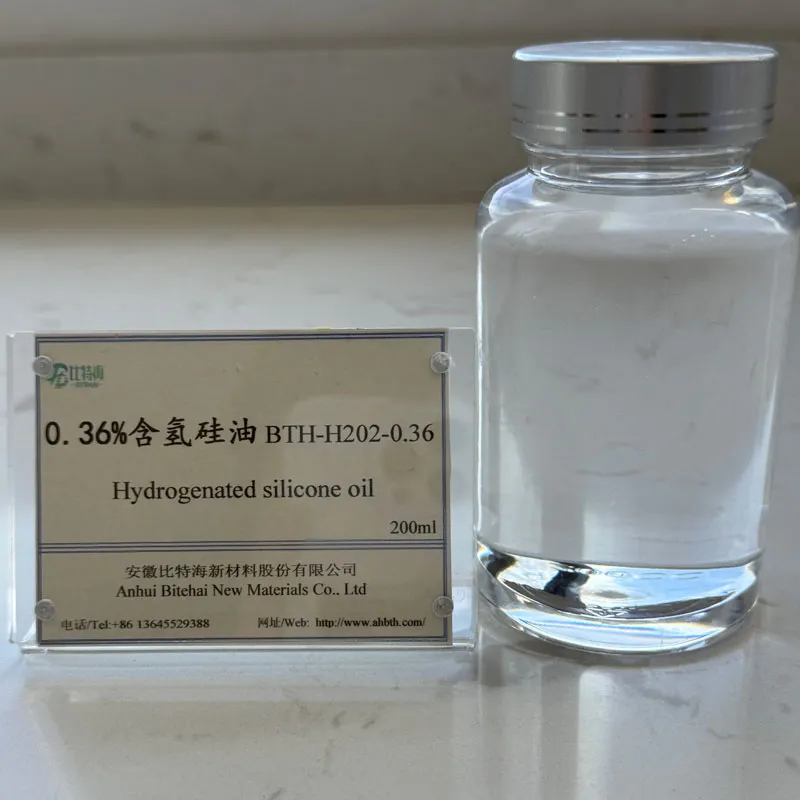 比特海
0.36%含氢硅油 BTH-H202-0.36
Hydrogenated silicone oil
200ml
安徽比特海新材料股份有限公司
Anhui Bitehai New Materials Co., Ltd
电话/Tel:+86 13645529388 网址/Web: http://www.ahbth.com/